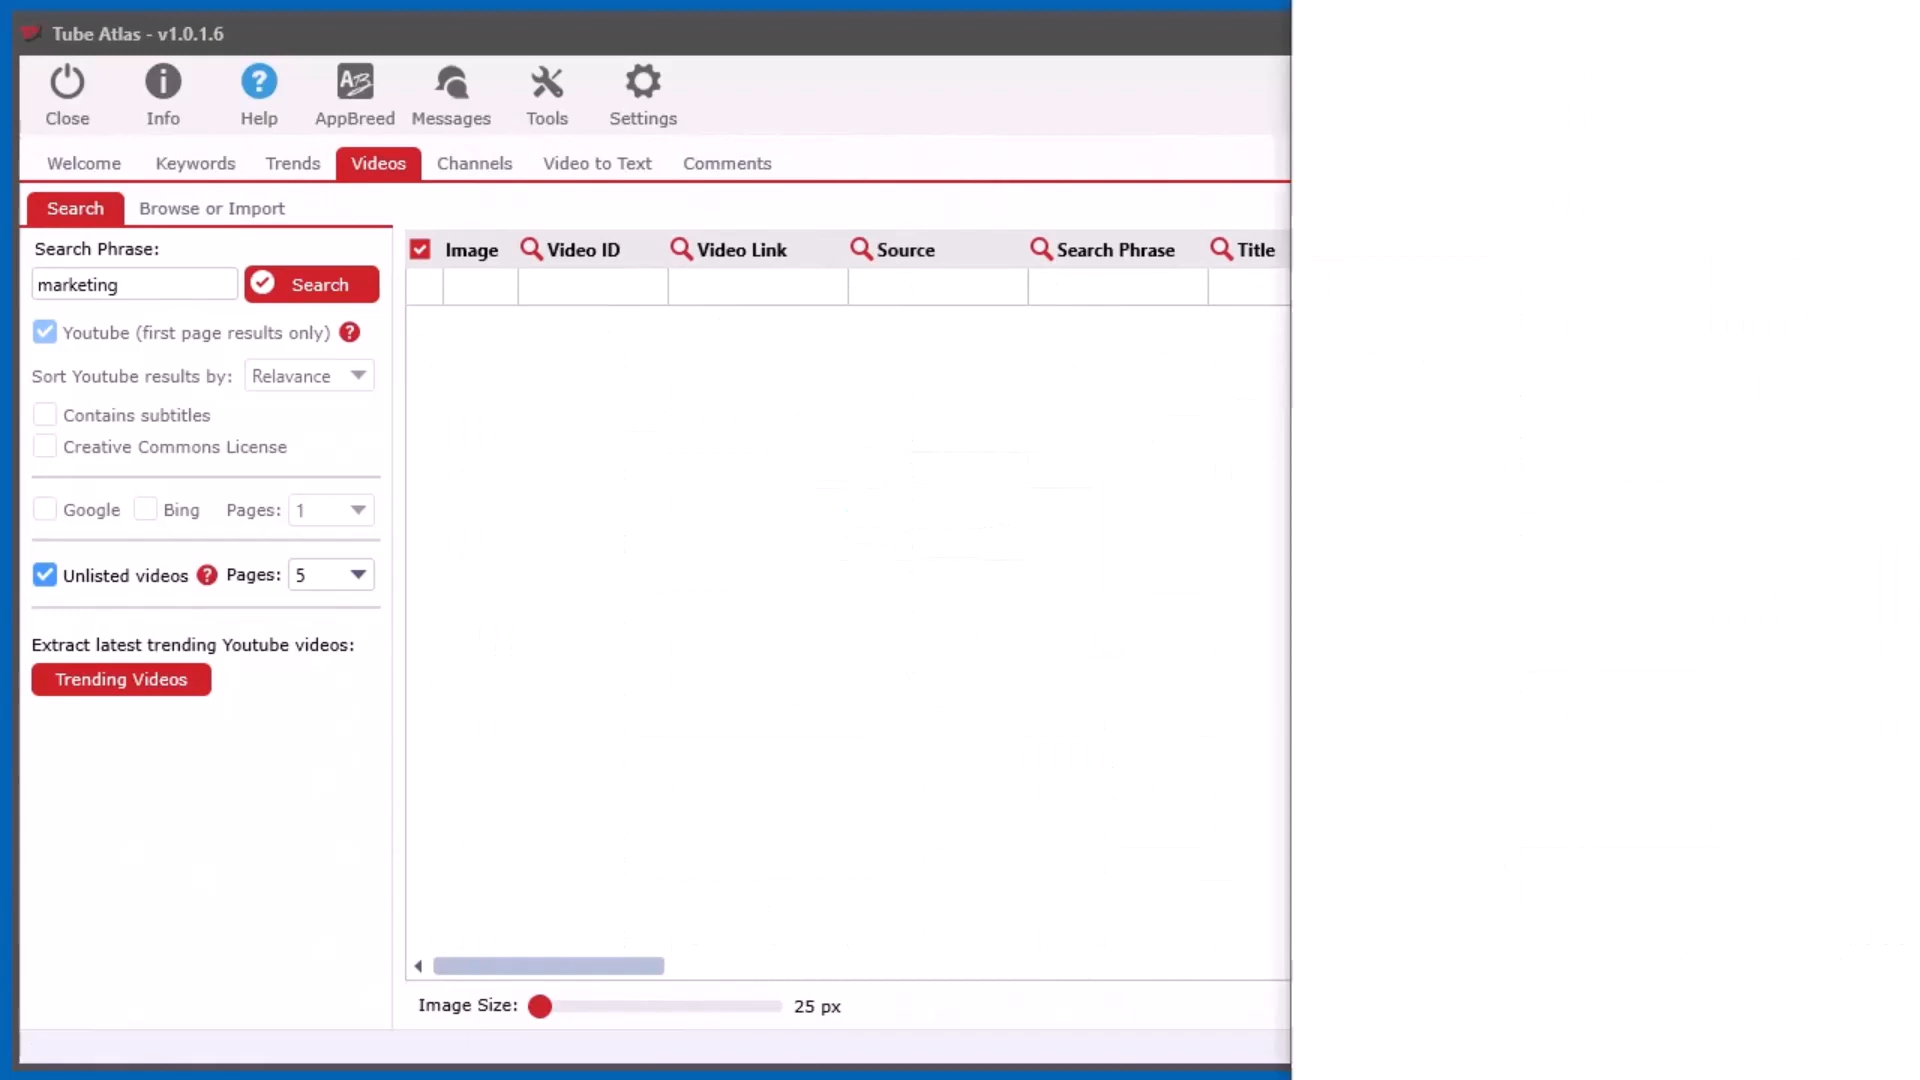 Tube Atlas - v1.0.1.6
Close Info Help AppBreed Messages Tools Settings
Welcome Keywords Trends Videos Channels Video to Text Comments
Search Browse or Import
Search Phrase:
marketing Search
Youtube (first page results only) ?
Sort Youtube results by: Relavance
Contains subtitles
Creative Commons License
Google Bing Pages: 1
Unlisted videos ? Pages: 5
Extract latest trending Youtube videos:
Trending Videos
Image Video ID Video Link Source Search Phrase Title
Image Size: 25 px